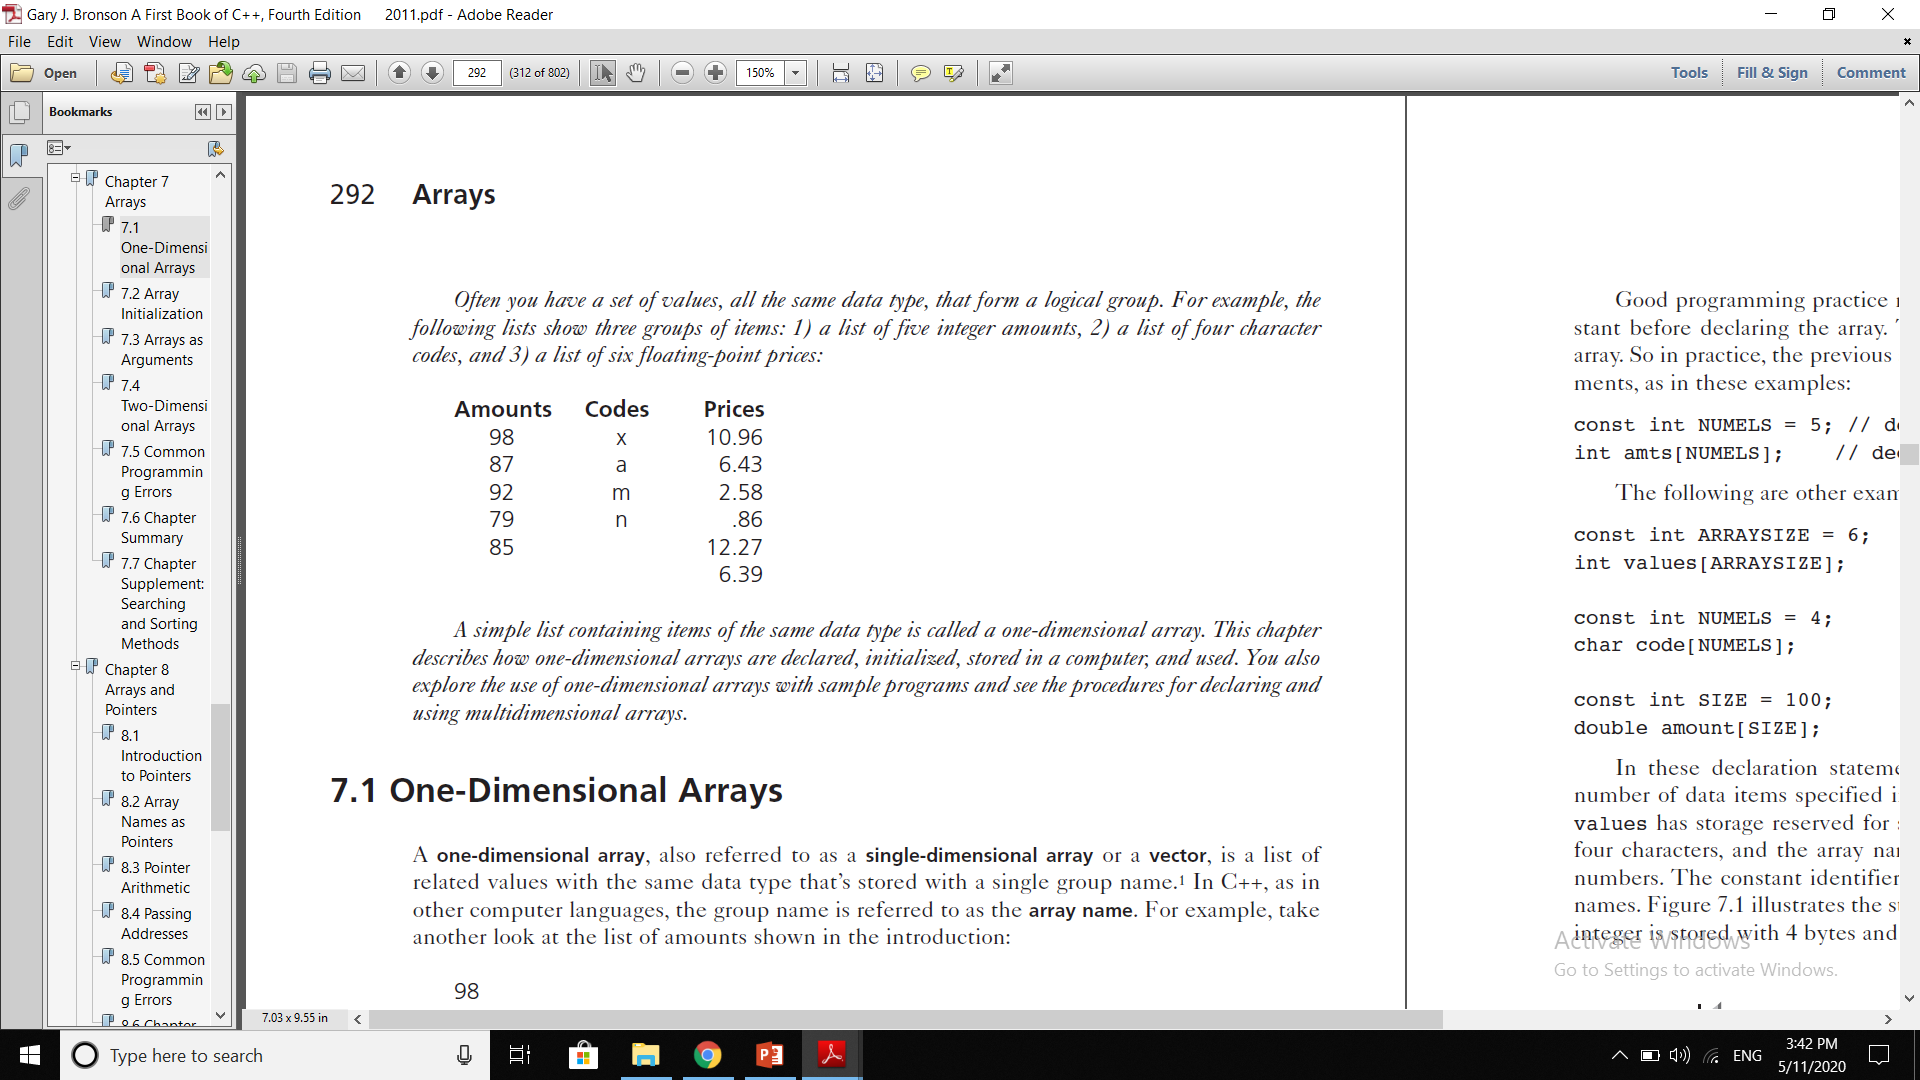 Gary J. Bronson A First Book of C++, Fourth Edition 2011.pdf - Adobe Reader
File Edit View Window Help
Open 292 (312 of 802) 150% Tools Fill & Sign Comment
Bookmarks
Chapter 7
Arrays
7.1
One-Dimensi
onal Arrays
7.2 Array
Initialization
7.3 Arrays as
Arguments
7.4
Two-Dimensi
onal Arrays
7.5 Common
Programmin
g Errors
7.6 Chapter
Summary
7.7 Chapter
Supplement:
Searching
and Sorting
Methods
Chapter 8
Arrays and
Pointers
8.1
Introduction
to Pointers
8.2 Array
Names as
Pointers
8.3 Pointer
Arithmetic
8.4 Passing
Addresses
8.5 Common
Programmin
g Errors
8.6 Chapter
292 Arrays
Often you have a set of values, all the same data type, that form a logical group. For example, the
following lists show three groups of items: 1) a list of five integer amounts, 2) a list of four character
codes, and 3) a list of six floating-point prices:
Amounts Codes Prices
98 x 10.96
87 a 6.43
92 m 2.58
79 n .86
85 12.27
6.39
A simple list containing items of the same data type is called a one-dimensional array. This chapter
describes how one-dimensional arrays are declared, initialized, stored in a computer, and used. You also
explore the use of one-dimensional arrays with sample programs and see the procedures for declaring and
using multidimensional arrays.
7.1 One-Dimensional Arrays
A one-dimensional array, also referred to as a single-dimensional array or a vector, is a list of
related values with the same data type that's stored with a single group name.1 In C++, as in
other computer languages, the group name is referred to as the array name. For example, take
another look at the list of amounts shown in the introduction:
98
Good programming practice
stant before declaring the array.
array. So in practice, the previous
ments, as in these examples:
const int NUMELS = 5; // d
int amts[NUMELS]; // de
The following are other exam
const int ARRAYSIZE = 6;
int values[ARRAYSIZE];
const int NUMELS = 4;
char code[NUMELS];
const int SIZE = 100;
double amount[SIZE];
In these declaration stateme
number of data items specified i
values has storage reserved for
four characters, and the array na
numbers. The constant identifier
names. Figure 7.1 illustrates the s
integer is stored with 4 bytes and
Activate Windows
Go to Settings to activate Windows.
7.03 x 9.55 in
Type here to search
ENG
3:42 PM
5/11/2020